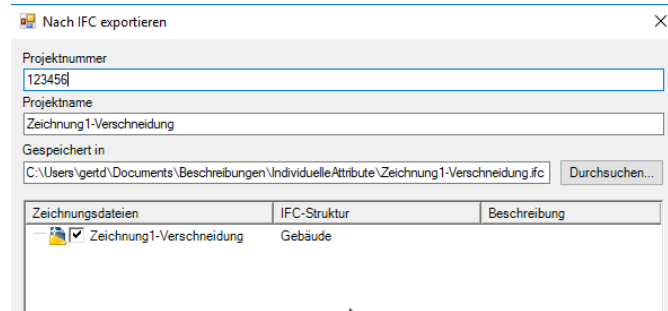 Nach IFC exportieren
Projektnummer
123456
Projektname
Zeichnung1-Verschneidung
Gespeichert in
C:\Users\gertd\Documents\Beschreibungen\IndividuelleAttribute\Zeichnung1-Verschneidung.ifc Durchsuchen...
Zeichnungsdateien IFC-Struktur Beschreibung
Zeichnung1-Verschneidung Gebäude